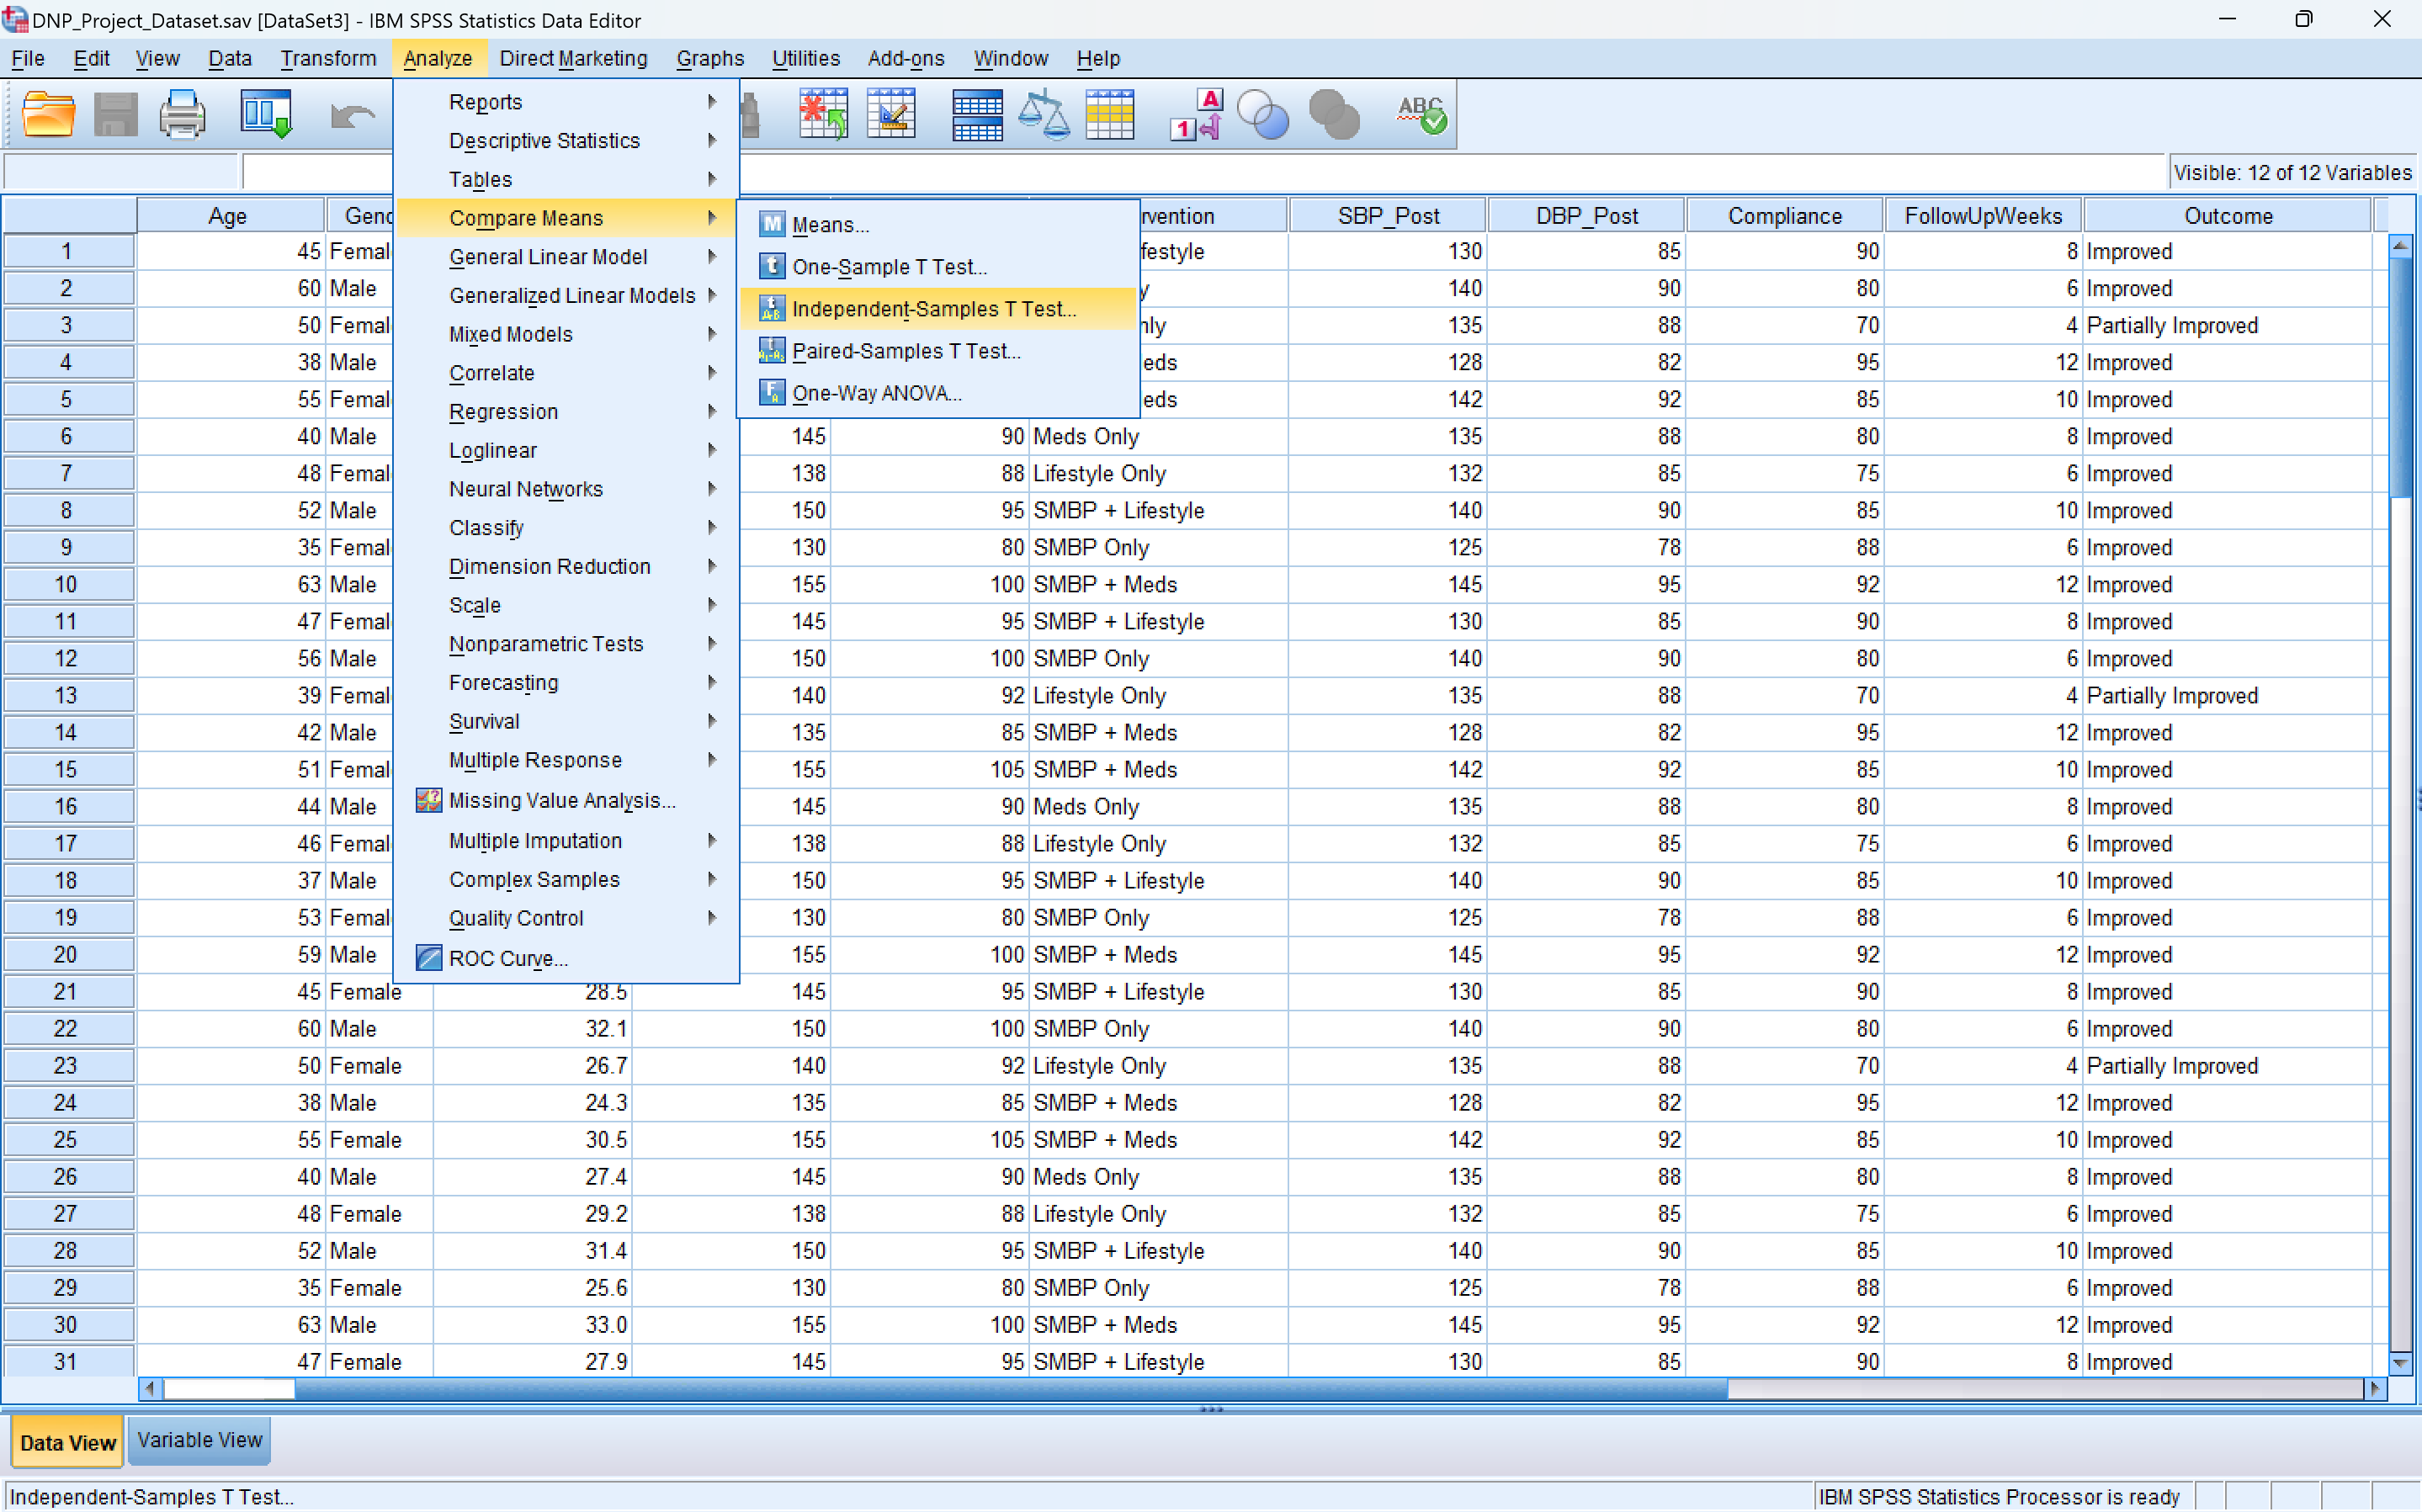 DNP_Project_Dataset.sav [DataSet3] - IBM SPSS Statistics Data Editor
File Edit View Data Transform Analyze Direct Marketing Graphs Utilities Add-ons Window Help
A
1
ABC
Visible: 12 of 12 Variables
Reports
Descriptive Statistics
Tables
Compare Means
General Linear Model
Generalized Linear Models
Mixed Models
Correlate
Regression
Loglinear
Neural Networks
Classify
Dimension Reduction
Scale
Nonparametric Tests
Forecasting
Survival
Multiple Response
Missing Value Analysis...
Multiple Imputation
Complex Samples
Quality Control
ROC Curve...
Means...
One-Sample T Test...
Independent-Samples T Test...
Paired-Samples T Test...
One-Way ANOVA...
Age Gend rvention SBP_Post DBP_Post Compliance FollowUpWeeks Outcome
1 45 Femal festyle 130 85 90 8 Improved
2 60 Male y 140 90 80 6 Improved
3 50 Femal nly 135 88 70 4 Partially Improved
4 38 Male eds 128 82 95 12 Improved
5 55 Femal eds 142 92 85 10 Improved
6 40 Male 145 90 Meds Only 135 88 80 8 Improved
7 48 Femal 138 88 Lifestyle Only 132 85 75 6 Improved
8 52 Male 150 95 SMBP + Lifestyle 140 90 85 10 Improved
9 35 Femal 130 80 SMBP Only 125 78 88 6 Improved
10 63 Male 155 100 SMBP + Meds 145 95 92 12 Improved
11 47 Femal 145 95 SMBP + Lifestyle 130 85 90 8 Improved
12 56 Male 150 100 SMBP Only 140 90 80 6 Improved
13 39 Femal 140 92 Lifestyle Only 135 88 70 4 Partially Improved
14 42 Male 135 85 SMBP + Meds 128 82 95 12 Improved
15 51 Femal 155 105 SMBP + Meds 142 92 85 10 Improved
16 44 Male 145 90 Meds Only 135 88 80 8 Improved
17 46 Femal 138 88 Lifestyle Only 132 85 75 6 Improved
18 37 Male 150 95 SMBP + Lifestyle 140 90 85 10 Improved
19 53 Femal 130 80 SMBP Only 125 78 88 6 Improved
20 59 Male 155 100 SMBP + Meds 145 95 92 12 Improved
21 45 Female 28.5 145 95 SMBP + Lifestyle 130 85 90 8 Improved
22 60 Male 32.1 150 100 SMBP Only 140 90 80 6 Improved
23 50 Female 26.7 140 92 Lifestyle Only 135 88 70 4 Partially Improved
24 38 Male 24.3 135 85 SMBP + Meds 128 82 95 12 Improved
25 55 Female 30.5 155 105 SMBP + Meds 142 92 85 10 Improved
26 40 Male 27.4 145 90 Meds Only 135 88 80 8 Improved
27 48 Female 29.2 138 88 Lifestyle Only 132 85 75 6 Improved
28 52 Male 31.4 150 95 SMBP + Lifestyle 140 90 85 10 Improved
29 35 Female 25.6 130 80 SMBP Only 125 78 88 6 Improved
30 63 Male 33.0 155 100 SMBP + Meds 145 95 92 12 Improved
31 47 Female 27.9 145 95 SMBP + Lifestyle 130 85 90 8 Improved
Data View Variable View
Independent-Samples T Test... IBM SPSS Statistics Processor is ready